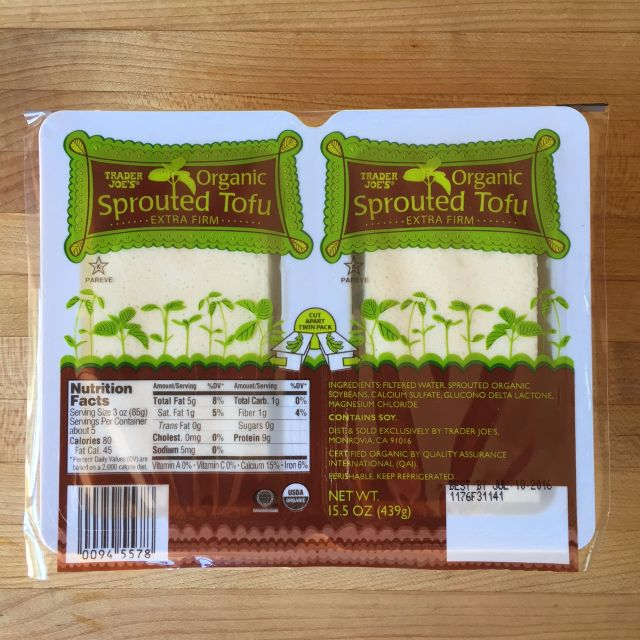 TRADER JOE'S® Organic
Sprouted Tofu
EXTRA FIRM
TRADER JOE'S® Organic
Sprouted Tofu
EXTRA FIRM
PAREVE
PAREVE
CUT
APART
TWIN PACK
Nutrition
Facts
Serving Size 3 oz (85g)
Servings Per Container
about 5
Calories 80
Fat Cal. 45
*Percent Daily Values (DV) are
based on a 2,000 calorie diet.
Amount/Serving %DV* Amount/Serving %DV*
Total Fat 5g 8% Total Carb. 1g 0%
Sat. Fat 1g 5% Fiber 1g 4%
Trans Fat 0g Sugars 0g
Cholest. 0mg 0% Protein 9g
Sodium 5mg 0%
Vitamin A 0% • Vitamin C 0% • Calcium 15% • Iron 6%
0094 5578
USDA
ORGANIC
INGREDIENTS: FILTERED WATER, SPROUTED ORGANIC
SOYBEANS, CALCIUM SULFATE, GLUCONO DELTA LACTONE,
MAGNESIUM CHLORIDE.
CONTAINS SOY.
DIST. & SOLD EXCLUSIVELY BY: TRADER JOE'S,
MONROVIA, CA 91016
CERTIFIED ORGANIC BY QUALITY ASSURANCE
INTERNATIONAL (QAI).
PERISHABLE, KEEP REFRIGERATED
NET WT.
15.5 OZ (439g)
BEST BY JUL 10 2016
1176F31141